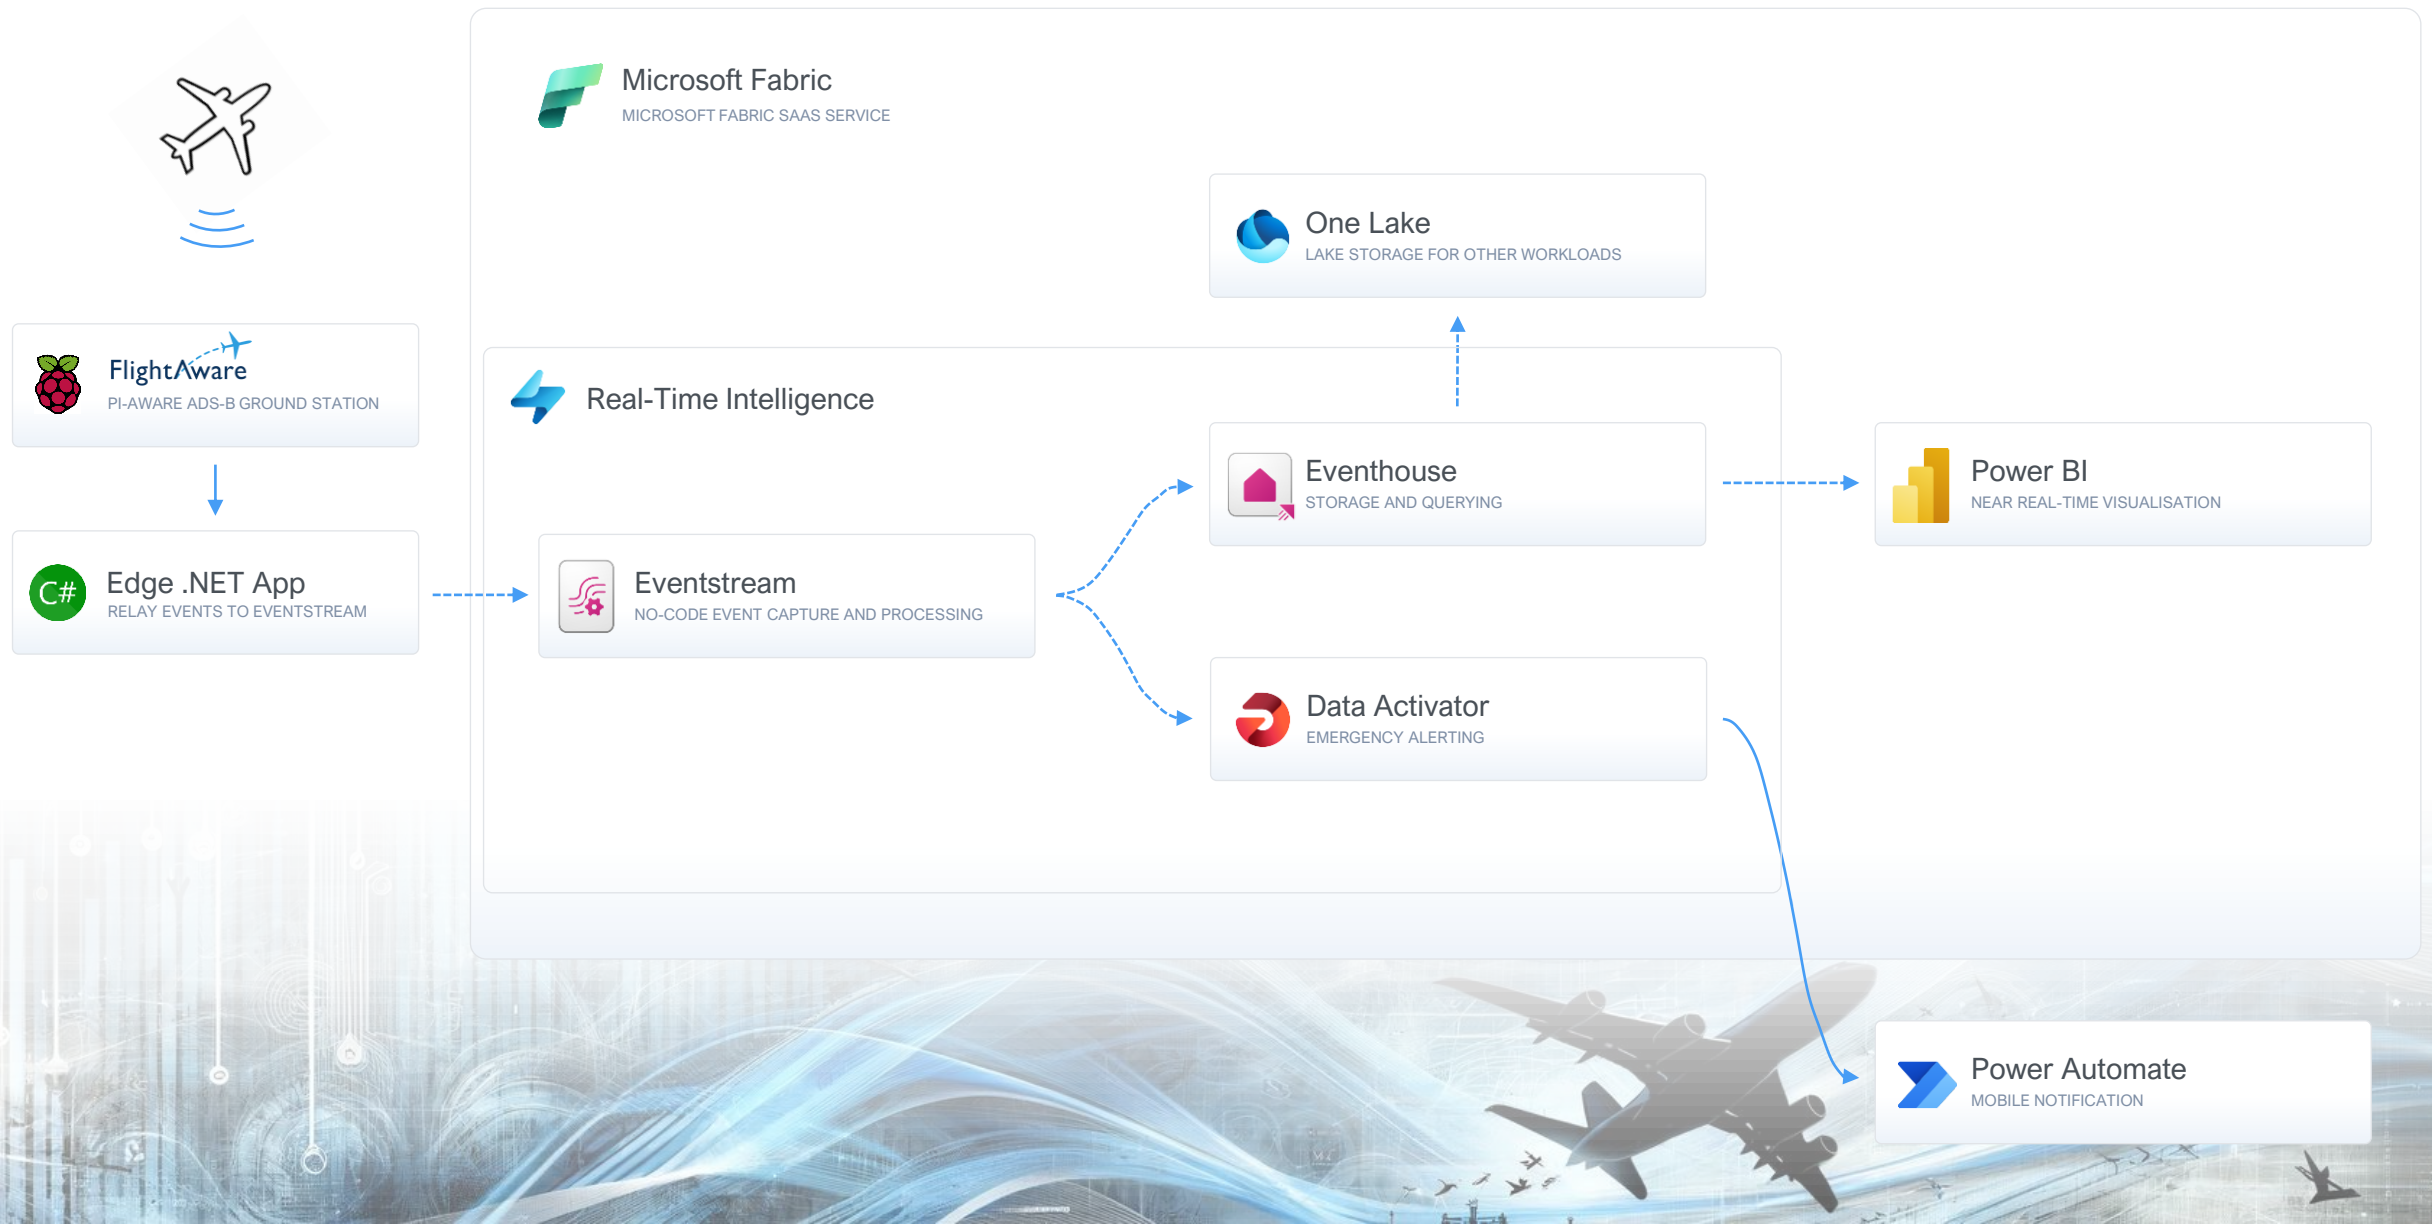 Microsoft Fabric
MICROSOFT FABRIC SAAS SERVICE
One Lake
LAKE STORAGE FOR OTHER WORKLOADS
FlightAware
PI-AWARE ADS-B GROUND STATION
Real-Time Intelligence
Eventhouse
STORAGE AND QUERYING
Power BI
NEAR REAL-TIME VISUALISATION
C#
Edge .NET App
RELAY EVENTS TO EVENTSTREAM
Eventstream
NO-CODE EVENT CAPTURE AND PROCESSING
Data Activator
EMERGENCY ALERTING
Power Automate
MOBILE NOTIFICATION